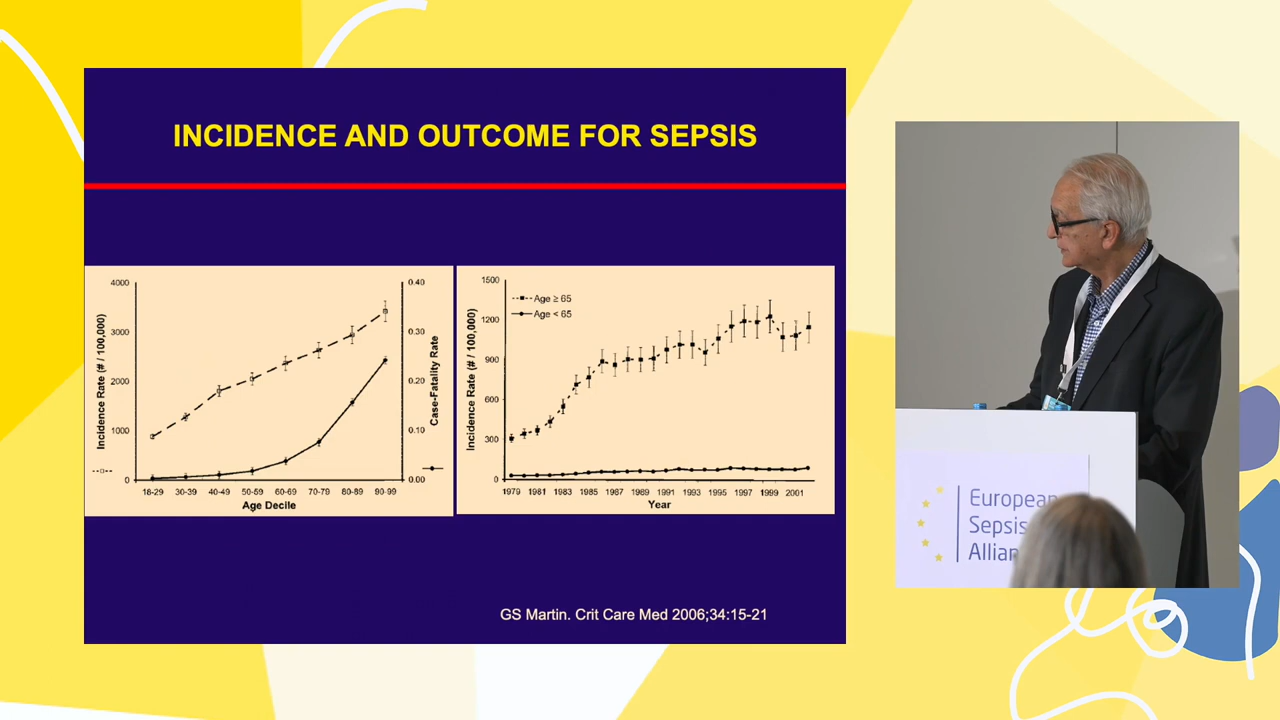 INCIDENCE AND OUTCOME FOR SEPSIS
4000
3000
2000
1000
0
Incidence Rate (# / 100,000)
0.40
0.30
0.20
0.10
0.00
Case-Fatality Rate
18-29 30-39 40-49 50-59 60-69 70-79 80-89 90-99
Age Decile
1500
1200
900
600
300
0
Incidence Rate (# / 100,000)
Age ≥ 65
Age < 65
1979 1981 1983 1985 1987 1989 1991 1993 1995 1997 1999 2001
Year
GS Martin. Crit Care Med 2006;34:15-21
European
Sepsis